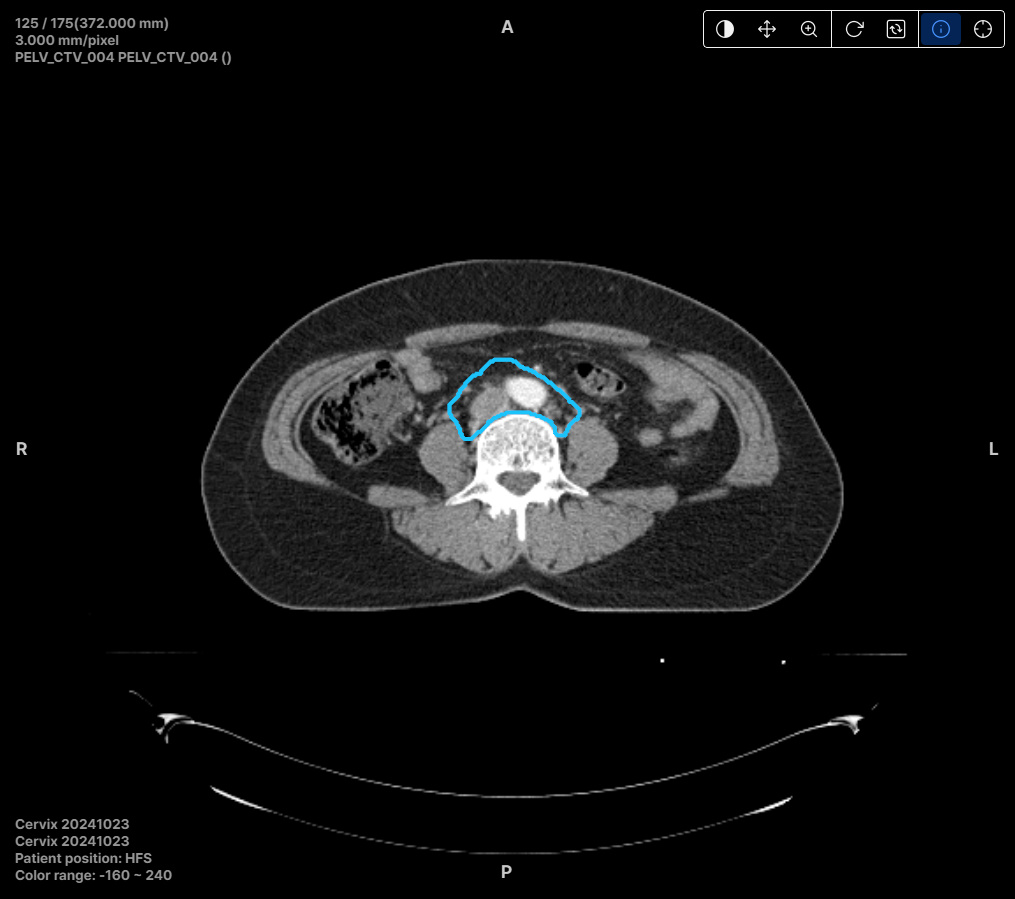 125 / 175(372.000 mm)
3.000 mm/pixel
PELV_CTV_004 PELV_CTV_004 ()
A
R
L
Cervix 20241023
Cervix 20241023
Patient position: HFS
Color range: -160 ~ 240
P